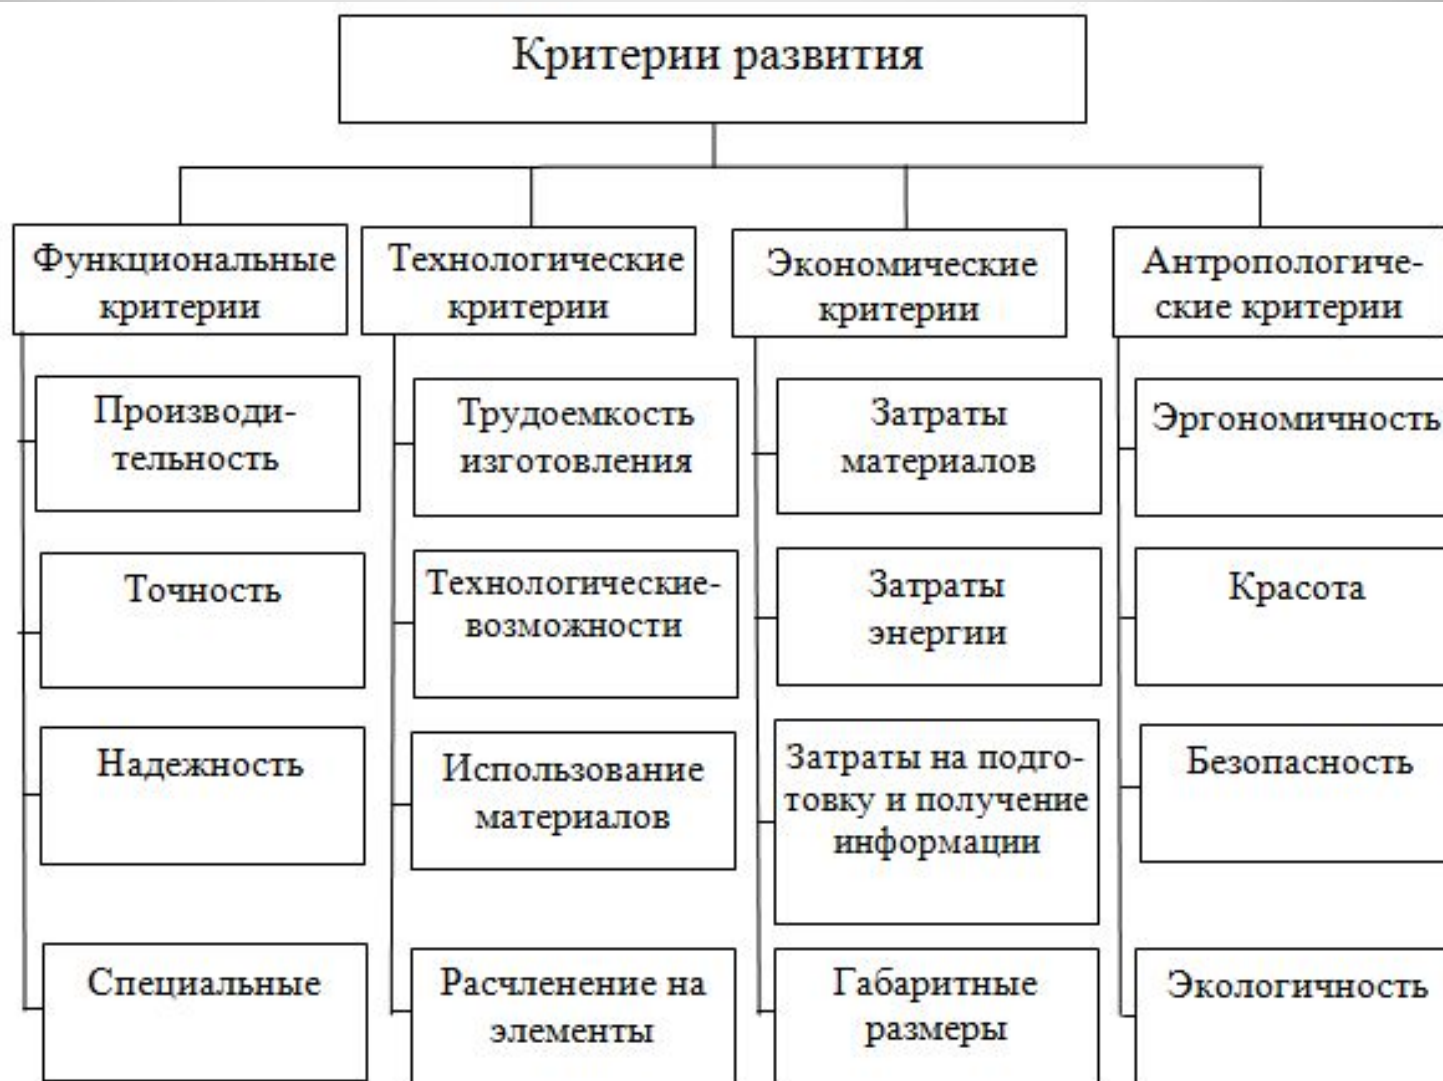 Критерии развития
Функциональные
критерии
Технологические
критерии
Экономические
критерии
Антропологиче-
ские критерии
Производи-
тельность
Трудоемкость
изготовления
Затраты
материалов
Эргономичность
Точность
Технологические-
возможности
Затраты
энергии
Красота
Надежность
Использование
материалов
Затраты на подго-
товку и получение
информации
Безопасность
Специальные
Расчленение на
элементы
Габаритные
размеры
Экологичность